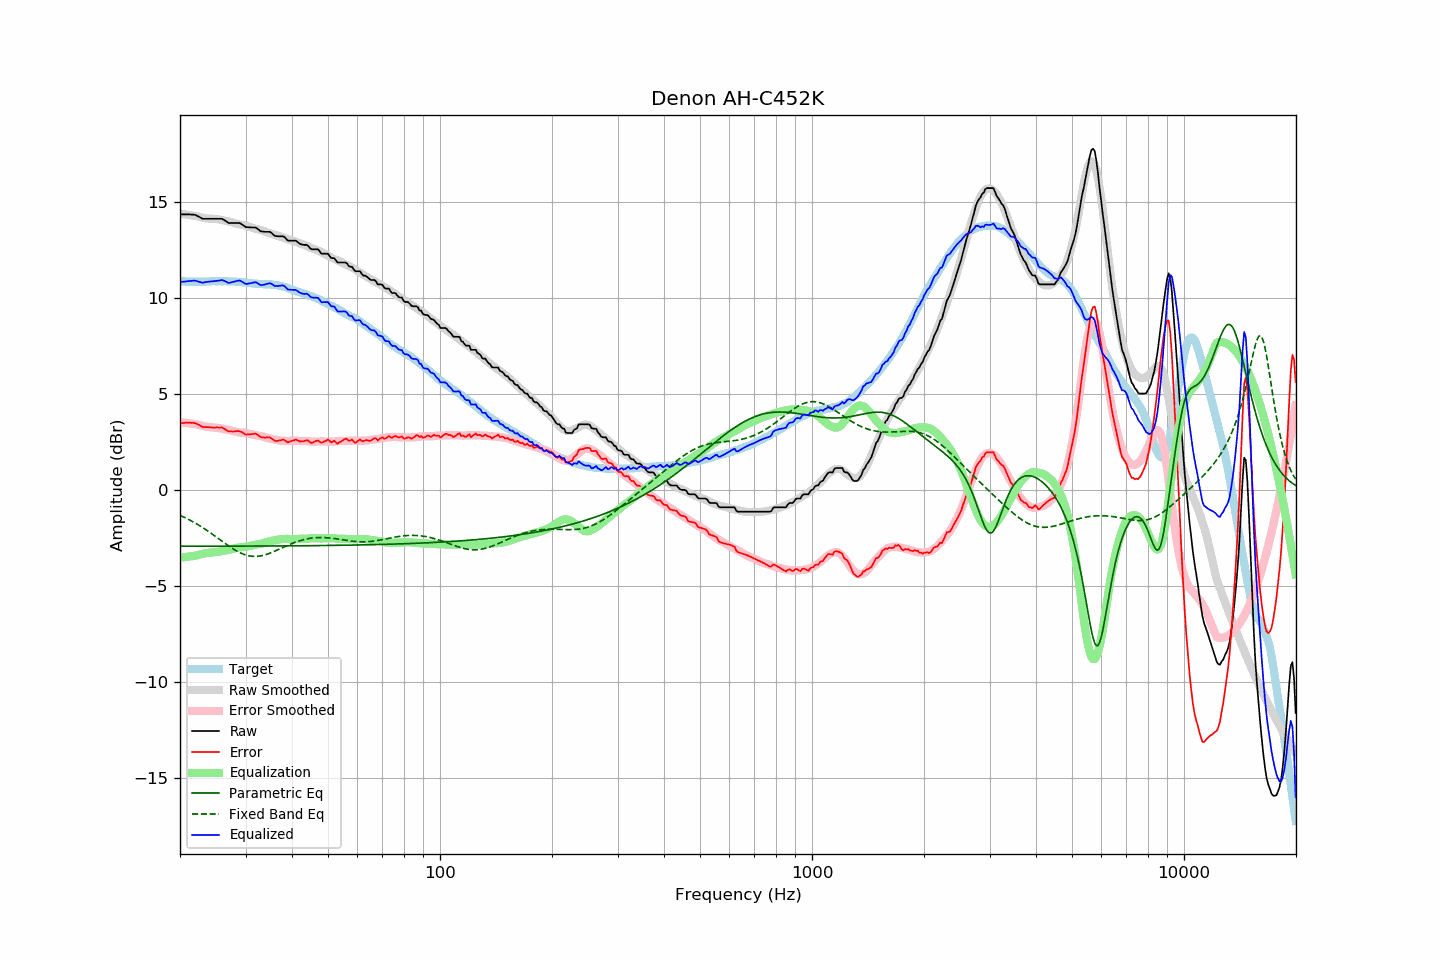 Denon AH-C452K
Amplitude (dBr)
15
10
5
0
−5
−10
−15
Target
Raw Smoothed
Error Smoothed
Raw
Error
Equalization
Parametric Eq
Fixed Band Eq
Equalized
100
1000
10000
Frequency (Hz)